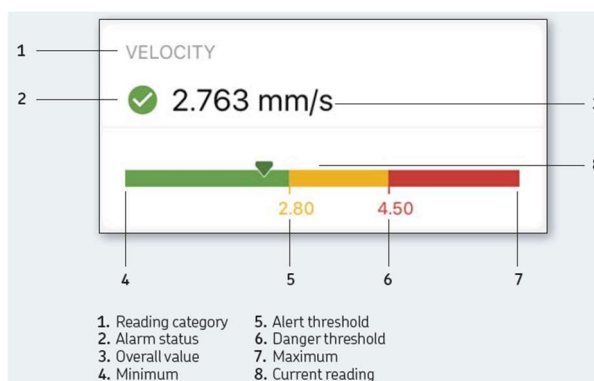 VELOCITY
1
2
2.763 mm/s
2.80 4.50
4 5 6 7
1. Reading category 5. Alert threshold
2. Alarm status 6. Danger threshold
3. Overall value 7. Maximum
4. Minimum 8. Current reading